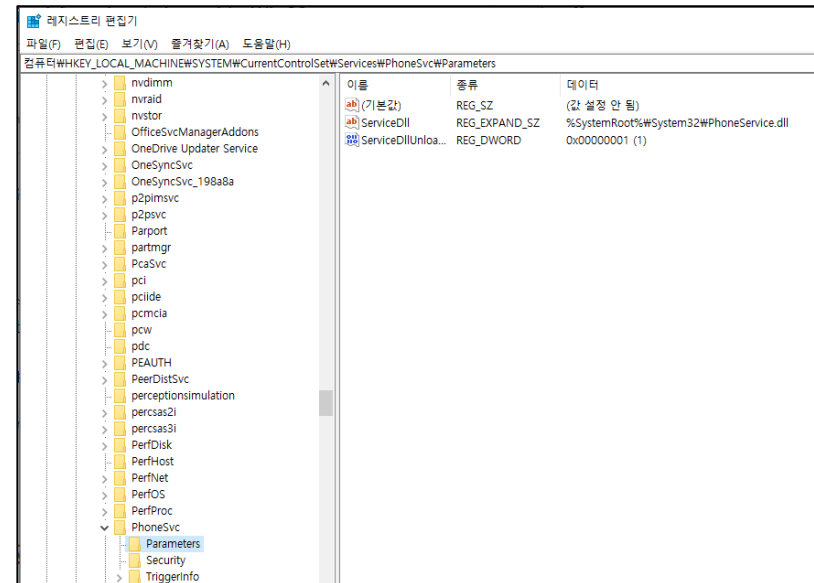 레지스트리 편집기
파일(F) 편집(E) 보기(V) 즐겨찾기(A) 도움말(H)
컴퓨터₩HKEY_LOCAL_MACHINE₩SYSTEM₩CurrentControlSet₩Services₩PhoneSvc₩Parameters
nvdimm
nvraid
nvstor
OfficeSvcManagerAddons
OneDrive Updater Service
OneSyncSvc
OneSyncSvc_198a8a
p2pimsvc
p2psvc
Parport
partmgr
PcaSvc
pci
pciide
pcmcia
pcw
pdc
PEAUTH
PeerDistSvc
perceptionsimulation
percsas2i
percsas3i
PerfDisk
PerfHost
PerfNet
PerfOS
PerfProc
PhoneSvc
Parameters
Security
TriggerInfo
이름 종류 데이터
ab (기본값) REG_SZ (값 설정 안 됨)
ab ServiceDll REG_EXPAND_SZ %SystemRoot%₩System32₩PhoneService.dll
ServiceDllUnloa... REG_DWORD 0x00000001 (1)